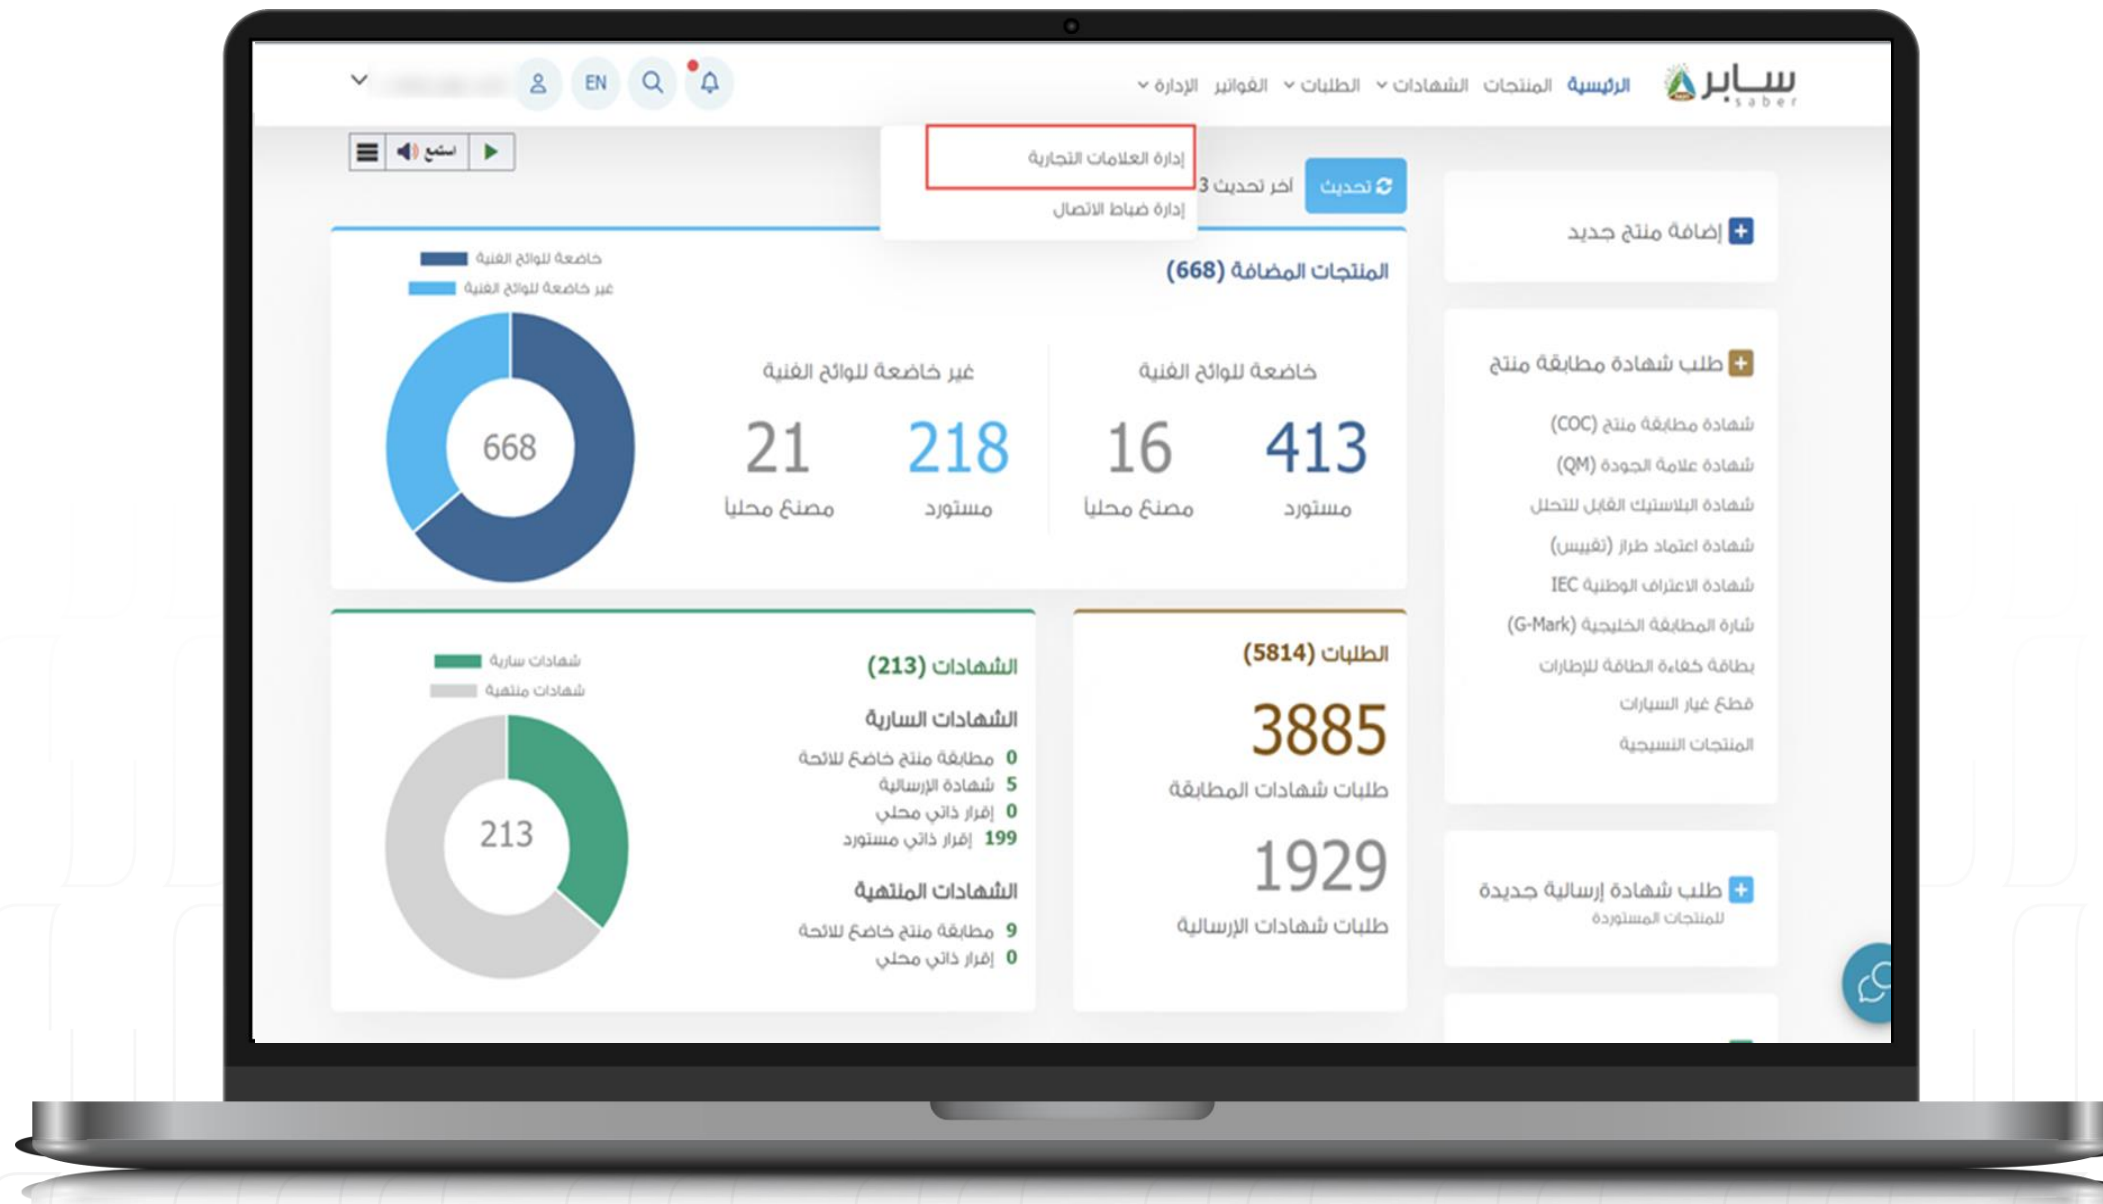 سابر
saber
الرئيسية المنتجات الشهادات الطلبات الفواتير الإدارة
EN
إدارة العلامات التجارية
إدارة ضباط الاتصال
استمع
تحديث
آخر تحديث 3
إضافة منتج جديد
طلب شهادة مطابقة منتج
شهادة مطابقة منتج (COC)
شهادة علامة الجودة (QM)
شهادة البلاستيك القابل للتحلل
شهادة اعتماد طراز (تقييس)
شهادة الاعتراف الوطنية IEC
شارة المطابقة الخليجية (G-Mark)
بطاقة كفاءة الطاقة للإطارات
قطع غيار السيارات
المنتجات النسيجية
طلب شهادة إرسالية جديدة
للمنتجات المستوردة
المنتجات المضافة (668)
خاضعة للوائح الفنية
413
مستورد
16
مصنع محلياً
غير خاضعة للوائح الفنية
218
مستورد
21
مصنع محلياً
خاضعة للوائح الفنية
غير خاضعة للوائح الفنية
668
الطلبات (5814)
3885
طلبات شهادات المطابقة
1929
طلبات شهادات الإرسالية
الشهادات (213)
الشهادات السارية
0 مطابقة منتج خاضع للائحة
5 شهادة الإرسالية
0 إقرار ذاتي محلي
199 إقرار ذاتي مستورد
الشهادات المنتهية
9 مطابقة منتج خاضع للائحة
0 إقرار ذاتي محلي
شهادات سارية
شهادات منتهية
213